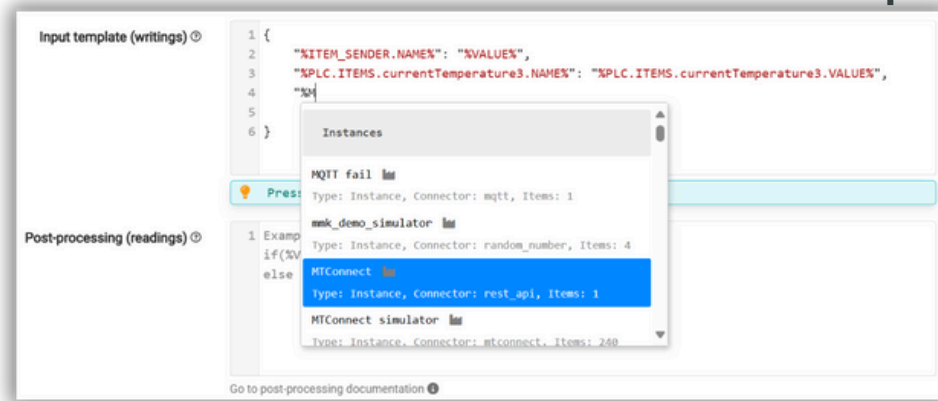 Input template (writings)
1 {
2 "%ITEM_SENDER.NAME%": "%VALUE%",
3 "%PLC.ITEMS.currentTemperature3.NAME%": "%PLC.ITEMS.currentTemperature3.VALUE%",
4 "%M
5
6 }
Instances
MQTT fail
Type: Instance, Connector: mqtt, Items: 1
mmk_demo_simulator
Type: Instance, Connector: random_number, Items: 4
MTConnect
Type: Instance, Connector: rest_api, Items: 1
MTConnect simulator
Type: Instance, Connector: mtconnect, Items: 240
Press
Post-processing (readings)
1 Examp
if(%V
else
Go to post-processing documentation